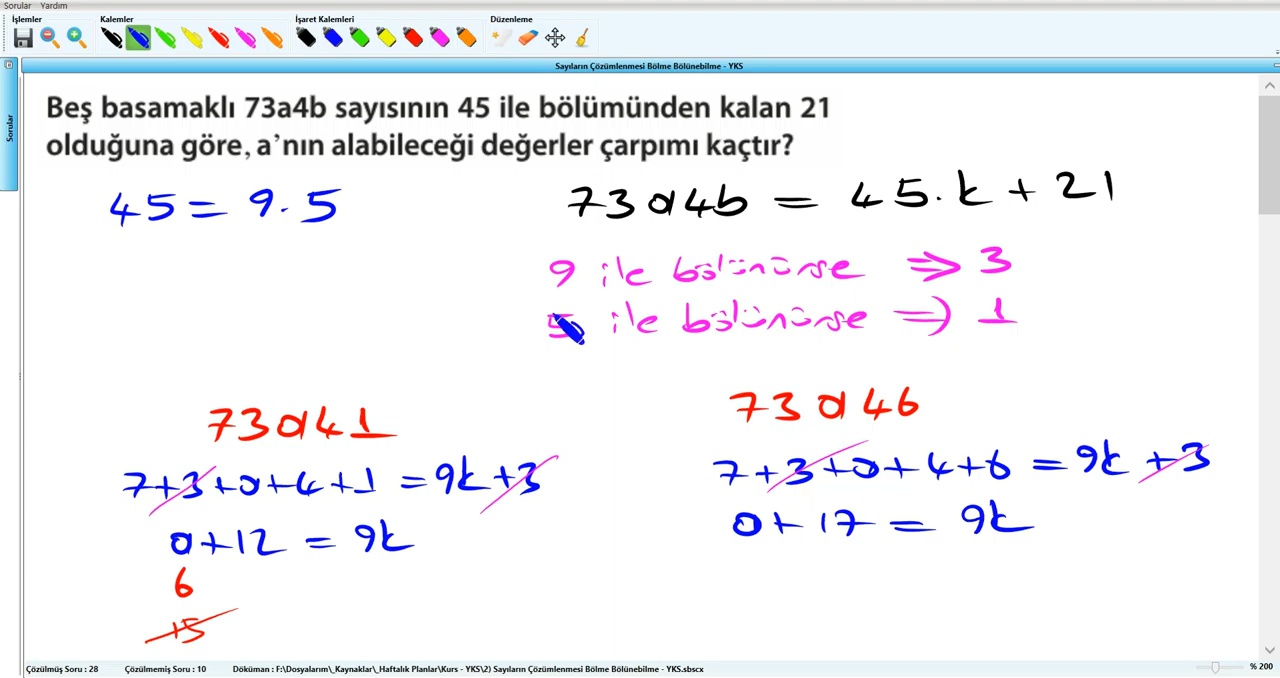 Sorular Yardım
İşlemler Kalemler İşaret Kalemleri Düzenleme
Sayıların Çözümlenmesi Bölme Bölünebilme - YKS
Sorular
Beş basamaklı 73a4b sayısının 45 ile bölümünden kalan 21
olduğuna göre, a'nın alabileceği değerler çarpımı kaçtır?
45 = 9.5
73a4b = 45.k + 21
9 ile bölünürse => 3
5 ile bölünürse => 1
73a41
7+3+a+4+1 = 9k+3
a+12 = 9k
6
15
73a46
7+3+a+4+6 = 9k+3
a+17 = 9k
Çözülmüş Soru : 28 Çözülmemiş Soru : 10 Döküman : F:\Dosyalarım\_Kaynaklar\_Haftalık Planlar\Kurs - YKS\2) Sayıların Çözümlenmesi Bölme Bölünebilme - YKS.sbscx % 200